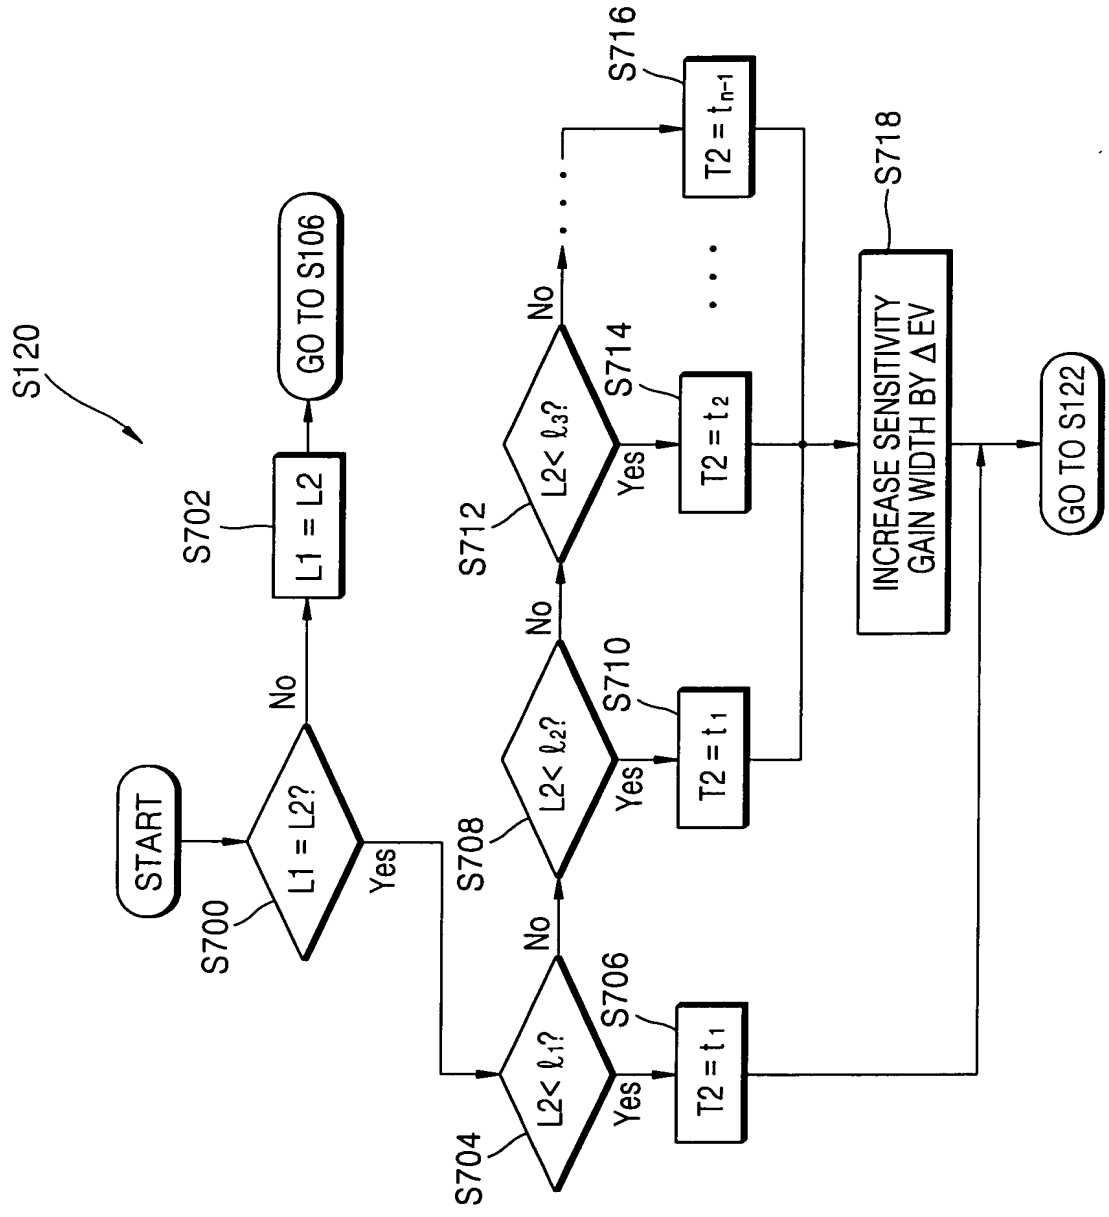 S120
START
S700
L1 = L2?
No
S702
L1 = L2
GO TO S106
Yes
S704
L2< ℓ1?
No
S708
L2< ℓ2?
No
S712
L2< ℓ3?
No
. . .
Yes
S706
T2 = t1
Yes
S710
T2 = t1
Yes
S714
T2 = t2
. . .
S716
T2 = tn-1
S718
INCREASE SENSITIVITY
GAIN WIDTH BY Δ EV
GO TO S122